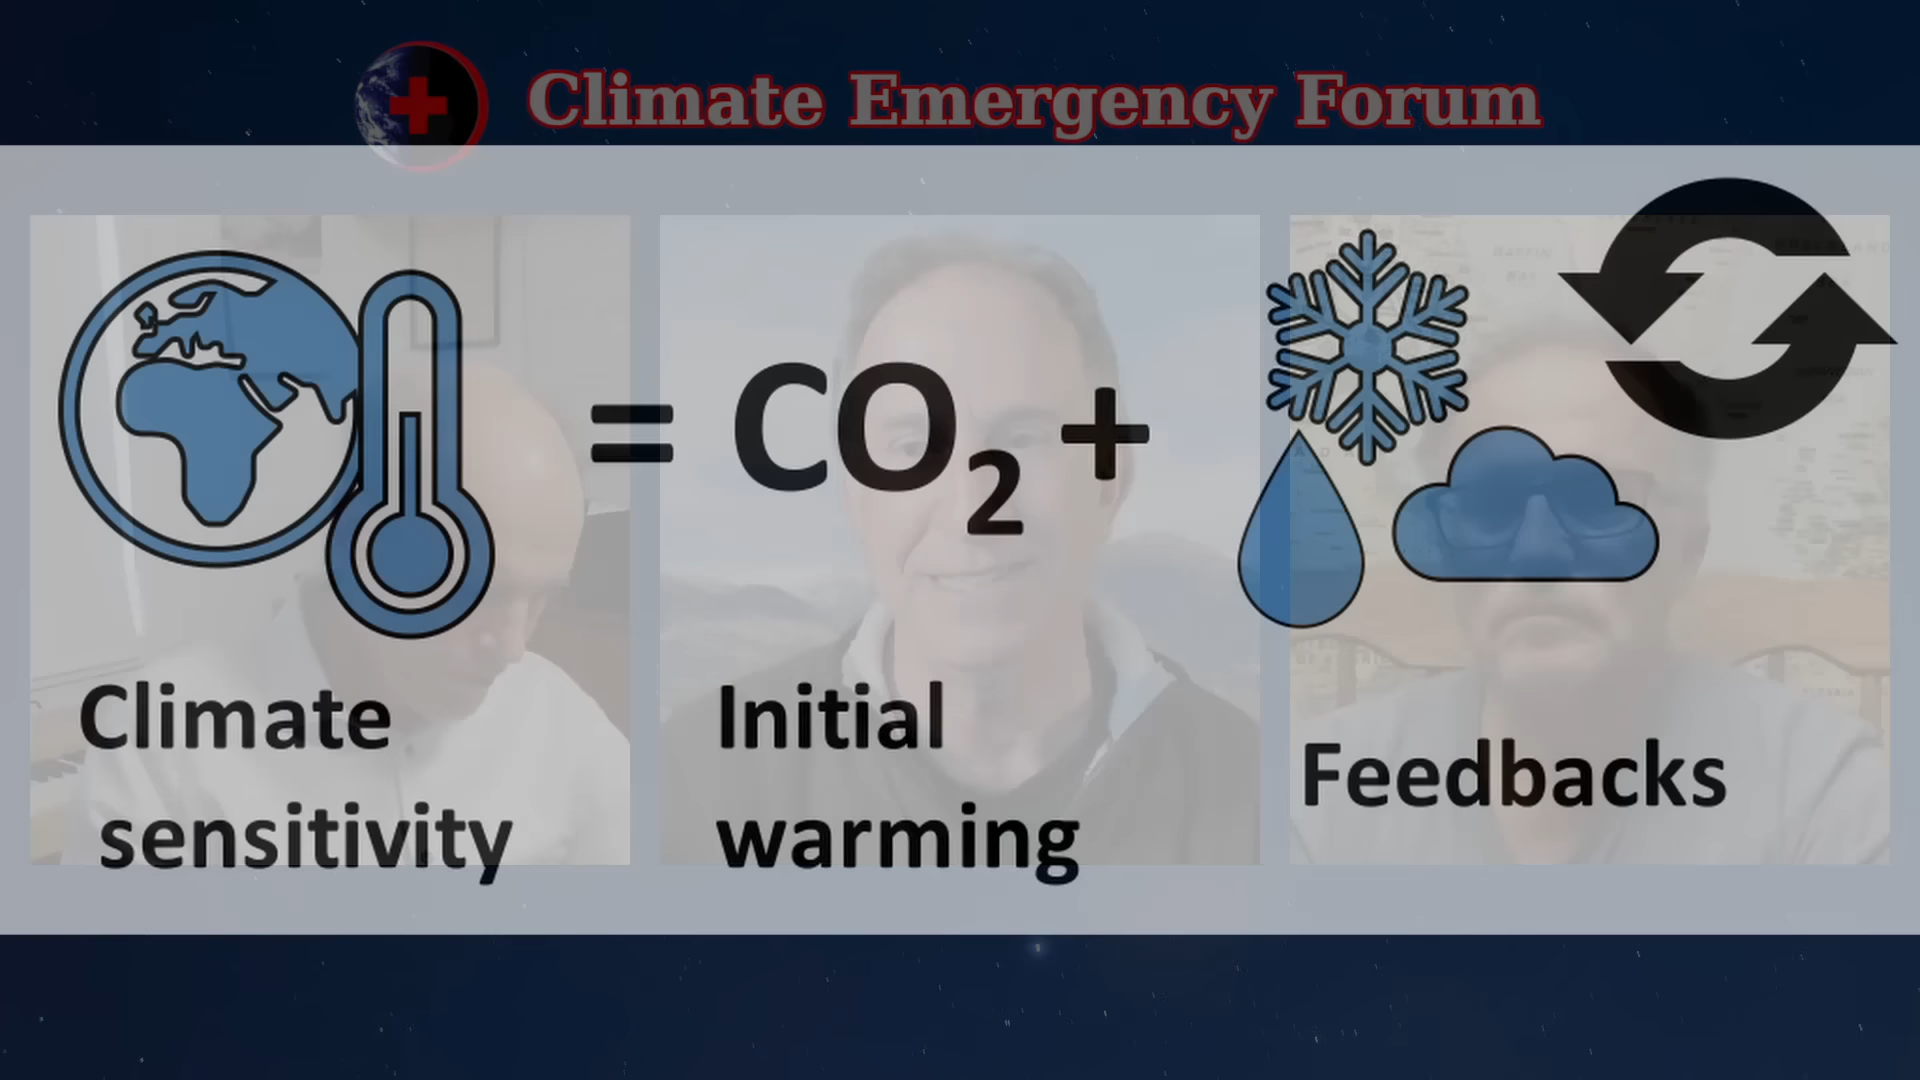 Climate Emergency Forum
= CO₂ +
Climate
sensitivity
Initial
warming
Feedbacks